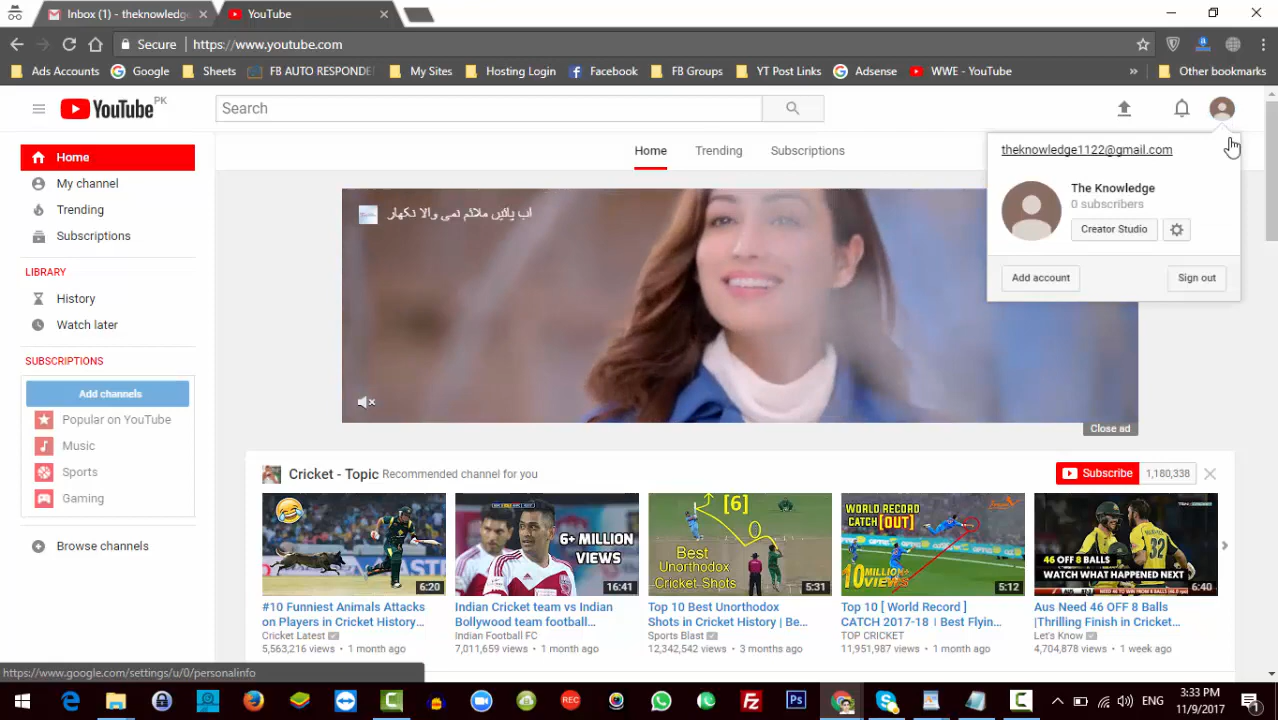 Inbox (1) - theknowledge
YouTube
Secure
https://www.youtube.com
Ads Accounts
Google
Sheets
FB AUTO RESPONDE
My Sites
Hosting Login
Facebook
FB Groups
YT Post Links
Adsense
WWE - YouTube
»
Other bookmarks
YouTube PK
Search
Home
My channel
Trending
Subscriptions
LIBRARY
History
Watch later
SUBSCRIPTIONS
Add channels
Popular on YouTube
Music
Sports
Gaming
Browse channels
Home
Trending
Subscriptions
theknowledge1122@gmail.com
The Knowledge
0 subscribers
Creator Studio
Add account
Sign out
اب پائیں ملائم نمی والا نکھار
Close ad
Cricket - Topic Recommended channel for you
Subscribe 1,180,338
6:20
#10 Funniest Animals Attacks
on Players in Cricket History...
Cricket Latest
5,563,216 views • 1 month ago
6+ MILLION
VIEWS
16:41
Indian Cricket team vs Indian
Bollywood team football...
Indian Football FC
7,011,659 views • 1 month ago
[6]
Best
Unorthodox
Cricket Shots
5:31
Top 10 Best Unorthodox
Shots in Cricket History | Be...
Sports Blast
12,342,542 views • 3 months ago
WORLD RECORD
CATCH [OUT]
10 MILLION
VIEWS
5:12
Top 10 [ World Record ]
CATCH 2017-18 । Best Flyin...
TOP CRICKET
11,951,987 views • 1 month ago
32
46 OFF 8 BALLS
WATCH WHAT HAPPENED NEXT
6:40
Aus Need 46 OFF 8 Balls
|Thrilling Finish in Cricket...
Let's Know
4,704,878 views • 1 week ago
https://www.google.com/settings/u/0/personalinfo
REC
Ps
ENG
3:33 PM
11/9/2017